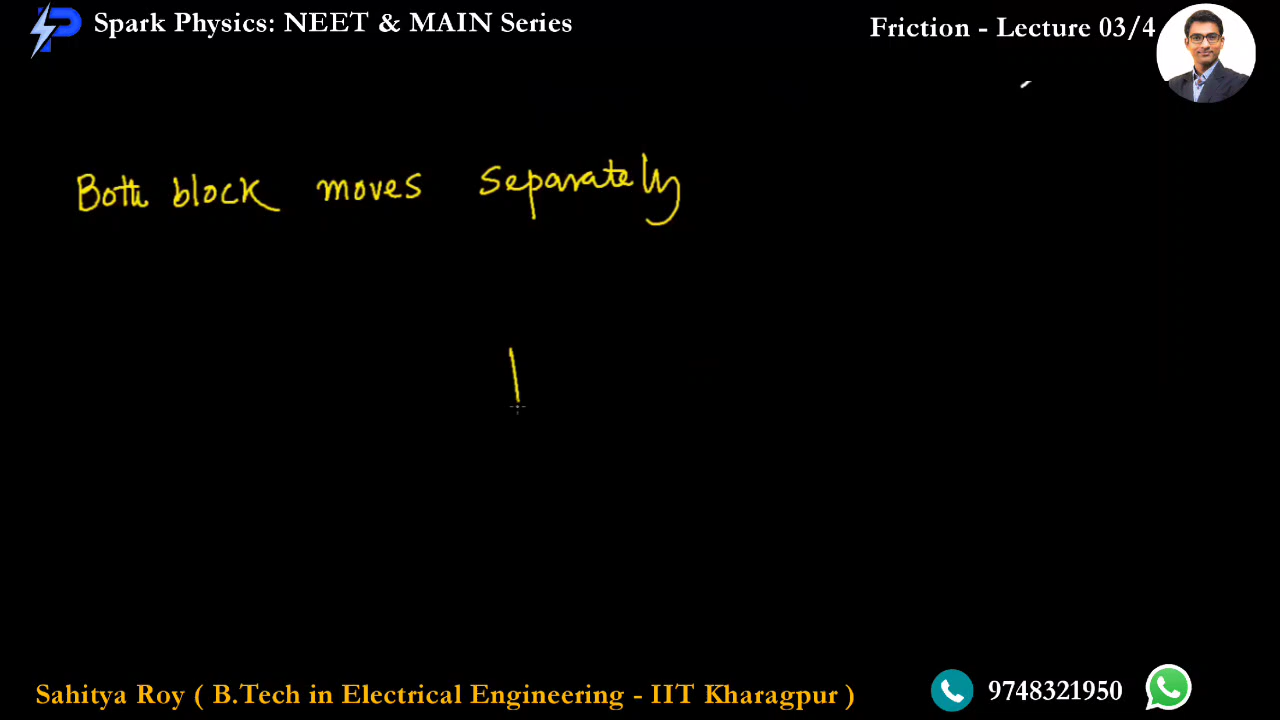 Spark Physics: NEET & MAIN Series
Friction - Lecture 03/4
Both block moves separately
Sahitya Roy ( B.Tech in Electrical Engineering - IIT Kharagpur )
9748321950